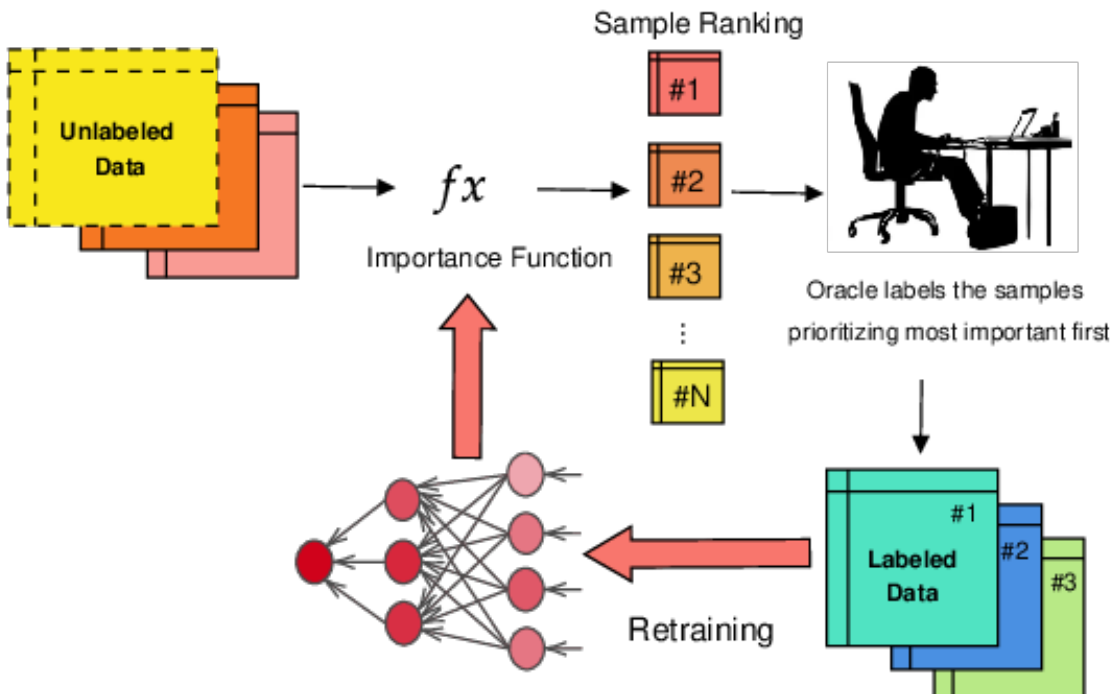 Sample Ranking
Unlabeled
Data
fx
Importance Function
#1
#2
#3
⋮
#N
Oracle labels the samples
prioritizing most important first
#1
Labeled
Data
#2
#3
Retraining